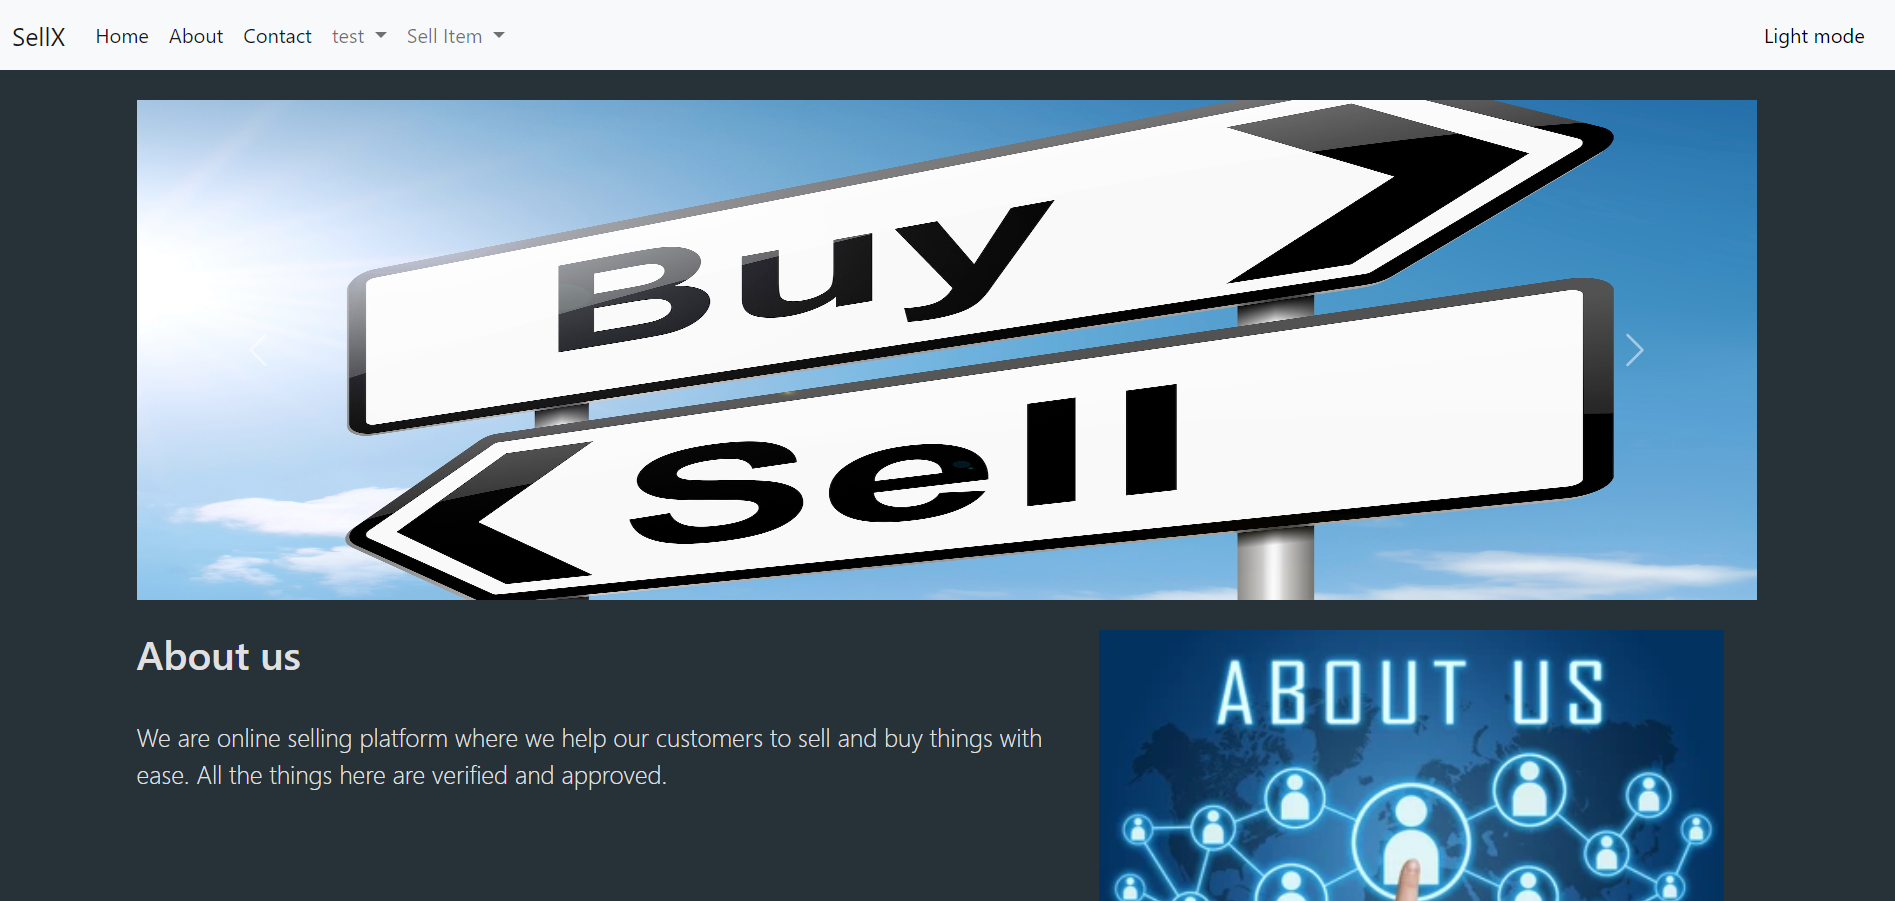 SellX Home About Contact test Sell Item Light mode
Buy
Sell
About us
We are online selling platform where we help our customers to sell and buy things with
ease. All the things here are verified and approved.
ABOUT US